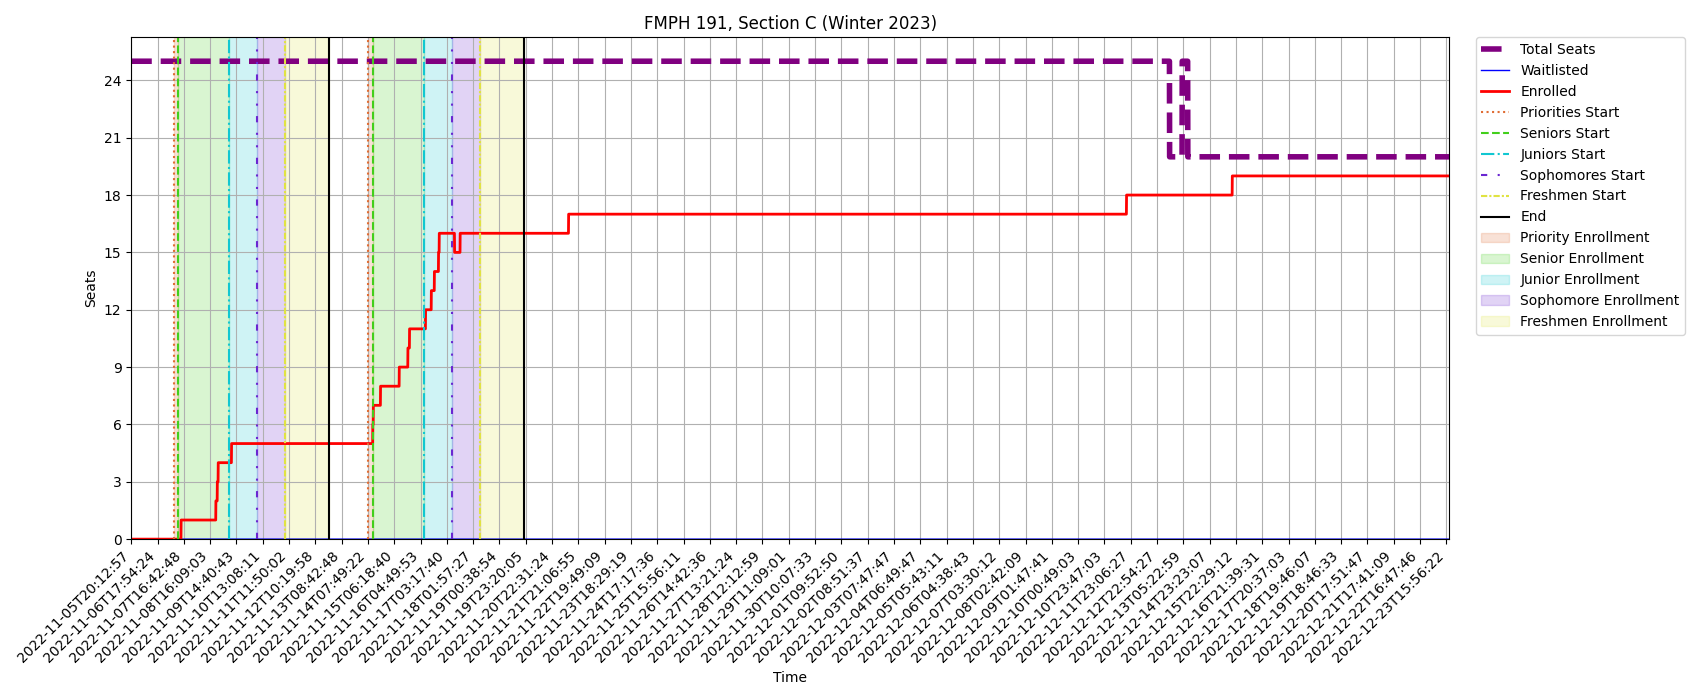 FMPH 191, Section C (Winter 2023)
Total Seats
Waitlisted
Enrolled
Priorities Start
Seniors Start
Juniors Start
Sophomores Start
Freshmen Start
End
Priority Enrollment
Senior Enrollment
Junior Enrollment
Sophomore Enrollment
Freshmen Enrollment
Seats
24
21
18
15
12
9
6
3
0
2022-11-05T20:12:57
2022-11-06T17:54:24
2022-11-07T16:42:48
2022-11-08T16:09:03
2022-11-09T14:40:43
2022-11-10T13:08:11
2022-11-11T11:50:02
2022-11-12T10:19:58
2022-11-13T08:42:48
2022-11-14T07:49:22
2022-11-15T06:18:40
2022-11-16T04:49:53
2022-11-17T03:17:40
2022-11-18T01:57:27
2022-11-19T00:38:54
2022-11-19T23:20:05
2022-11-20T22:31:24
2022-11-21T21:06:55
2022-11-22T19:49:09
2022-11-23T18:29:19
2022-11-24T17:17:36
2022-11-25T15:56:11
2022-11-26T14:42:36
2022-11-27T13:21:24
2022-11-28T12:12:59
2022-11-29T11:09:01
2022-11-30T10:07:33
2022-12-01T09:52:50
2022-12-02T08:51:37
2022-12-03T07:47:47
2022-12-04T06:49:47
2022-12-05T05:43:11
2022-12-06T04:38:43
2022-12-07T03:30:12
2022-12-08T02:42:09
2022-12-09T01:47:41
2022-12-10T00:49:03
2022-12-10T23:47:03
2022-12-11T23:06:27
2022-12-12T22:54:27
2022-12-13T05:22:59
2022-12-14T23:23:07
2022-12-15T22:29:12
2022-12-16T21:39:31
2022-12-17T20:37:03
2022-12-18T19:46:07
2022-12-19T18:46:33
2022-12-20T17:51:47
2022-12-21T17:41:09
2022-12-22T16:47:46
2022-12-23T15:56:22
Time